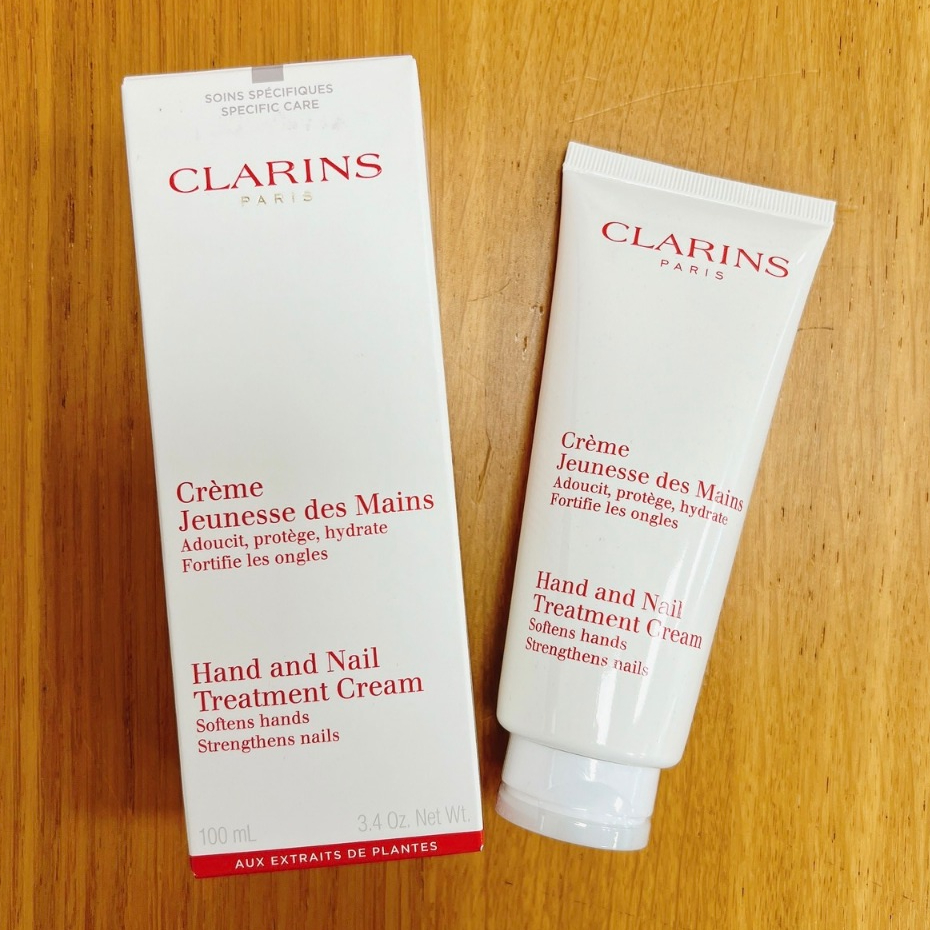 SOINS SPÉCIFIQUES
SPECIFIC CARE
CLARINS
PARIS
Crème
Jeunesse des Mains
Adoucit, protège, hydrate
Fortifie les ongles
Hand and Nail
Treatment Cream
Softens hands
Strengthens nails
100 mL 3.4 Oz. Net Wt.
AUX EXTRAITS DE PLANTES
CLARINS
PARIS
Crème
Jeunesse des Mains
Adoucit, protège, hydrate
Fortifie les ongles
Hand and Nail
Treatment Cream
Softens hands
Strengthens nails